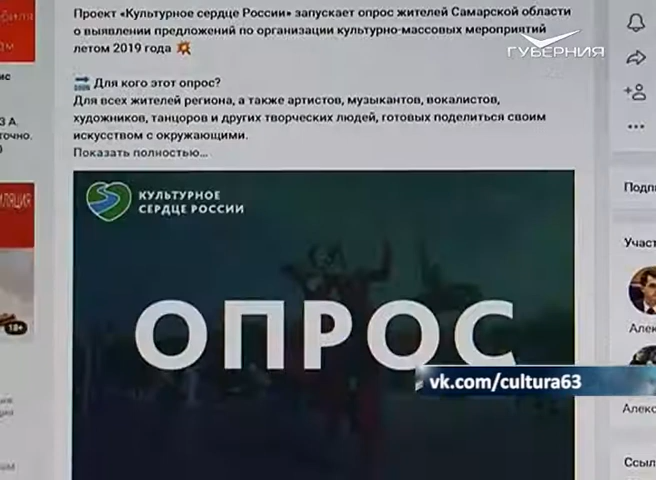 Проект «Культурное сердце России» запускает опрос жителей Самарской области
о выявлении предложений по организации культурно-массовых мероприятий
летом 2019 года
ГУБЕРНИЯ
Для кого этот опрос?
Для всех жителей региона, а также артистов, музыкантов, вокалистов,
художников, танцоров и других творческих людей, готовых поделиться своим
искусством с окружающими.
Показать полностью...
КУЛЬТУРНОЕ
СЕРДЦЕ РОССИИ
ОПРОС
vk.com/cultura63
18+
Подп
Участ
Алек
Алекс
Ссыл